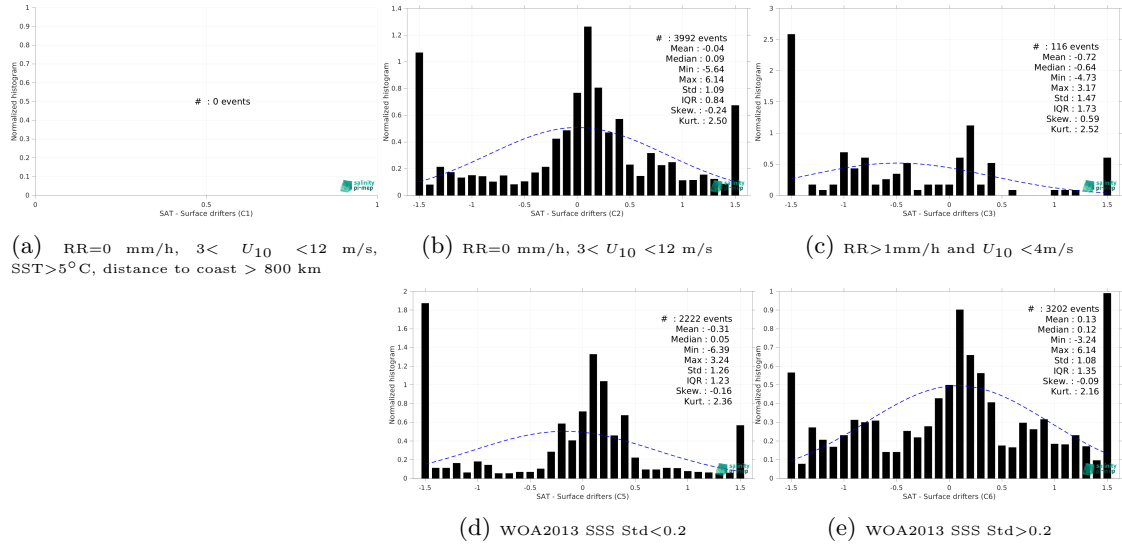 1
0.9
0.8
0.7
0.6
0.5
0.4
0.3
0.2
0.1
0
Normalized histogram
# : 0 events
salinity
pi-mep
0 0.5 1
SAT - Surface drifters (C1)
(a) RR=0 mm/h, 3< U10 <12 m/s,
SST>5°C, distance to coast > 800 km
1.4
1.2
1
0.8
0.6
0.4
0.2
0
Normalized histogram
# : 3992 events
Mean : -0.04
Median : 0.09
Min : -5.64
Max : 6.14
Std : 1.09
IQR : 0.84
Skew. : -0.24
Kurt. : 2.50
salinity
pi-mep
-1.5 -1 -0.5 0 0.5 1 1.5
SAT - Surface drifters (C2)
(b) RR=0 mm/h, 3< U10 <12 m/s
3
2.5
2
1.5
1
0.5
0
Normalized histogram
# : 116 events
Mean : -0.72
Median : -0.64
Min : -4.73
Max : 3.17
Std : 1.47
IQR : 1.73
Skew. : 0.59
Kurt. : 2.52
salinity
pi-mep
-1.5 -1 -0.5 0 0.5 1 1.5
SAT - Surface drifters (C3)
(c) RR>1mm/h and U10 <4m/s
2
1.8
1.6
1.4
1.2
1
0.8
0.6
0.4
0.2
0
Normalized histogram
# : 2222 events
Mean : -0.31
Median : 0.05
Min : -6.39
Max : 3.24
Std : 1.26
IQR : 1.23
Skew. : -0.16
Kurt. : 2.36
salinity
pi-mep
-1.5 -1 -0.5 0 0.5 1 1.5
SAT - Surface drifters (C5)
(d) WOA2013 SSS Std<0.2
1
0.9
0.8
0.7
0.6
0.5
0.4
0.3
0.2
0.1
0
Normalized histogram
# : 3202 events
Mean : 0.13
Median : 0.12
Min : -3.24
Max : 6.14
Std : 1.08
IQR : 1.35
Skew. : -0.09
Kurt. : 2.16
salinity
pi-mep
-1.5 -1 -0.5 0 0.5 1 1.5
SAT - Surface drifters (C6)
(e) WOA2013 SSS Std>0.2